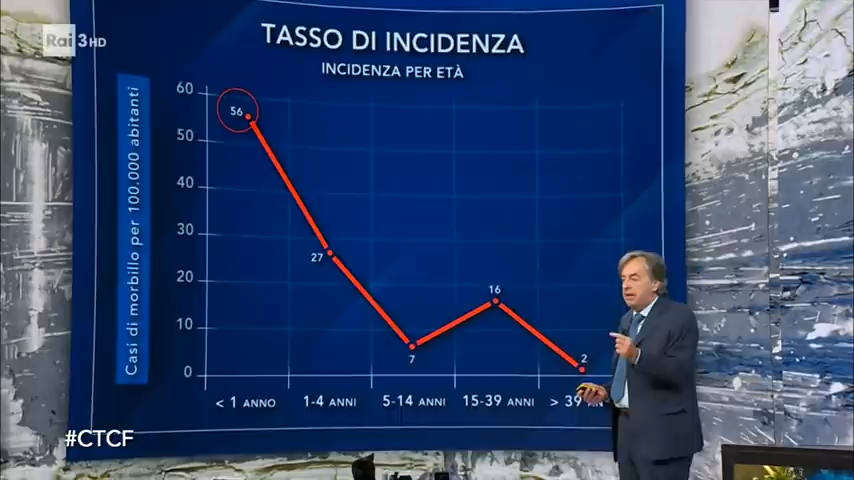 Rai 3HD
TASSO DI INCIDENZA
INCIDENZA PER ETÀ
Casi di morbillo per 100.000 abitanti
60
50
40
30
20
10
0
56
27
7
16
2
< 1 ANNO
1-4 ANNI
5-14 ANNI
15-39 ANNI
> 39
#CTCF